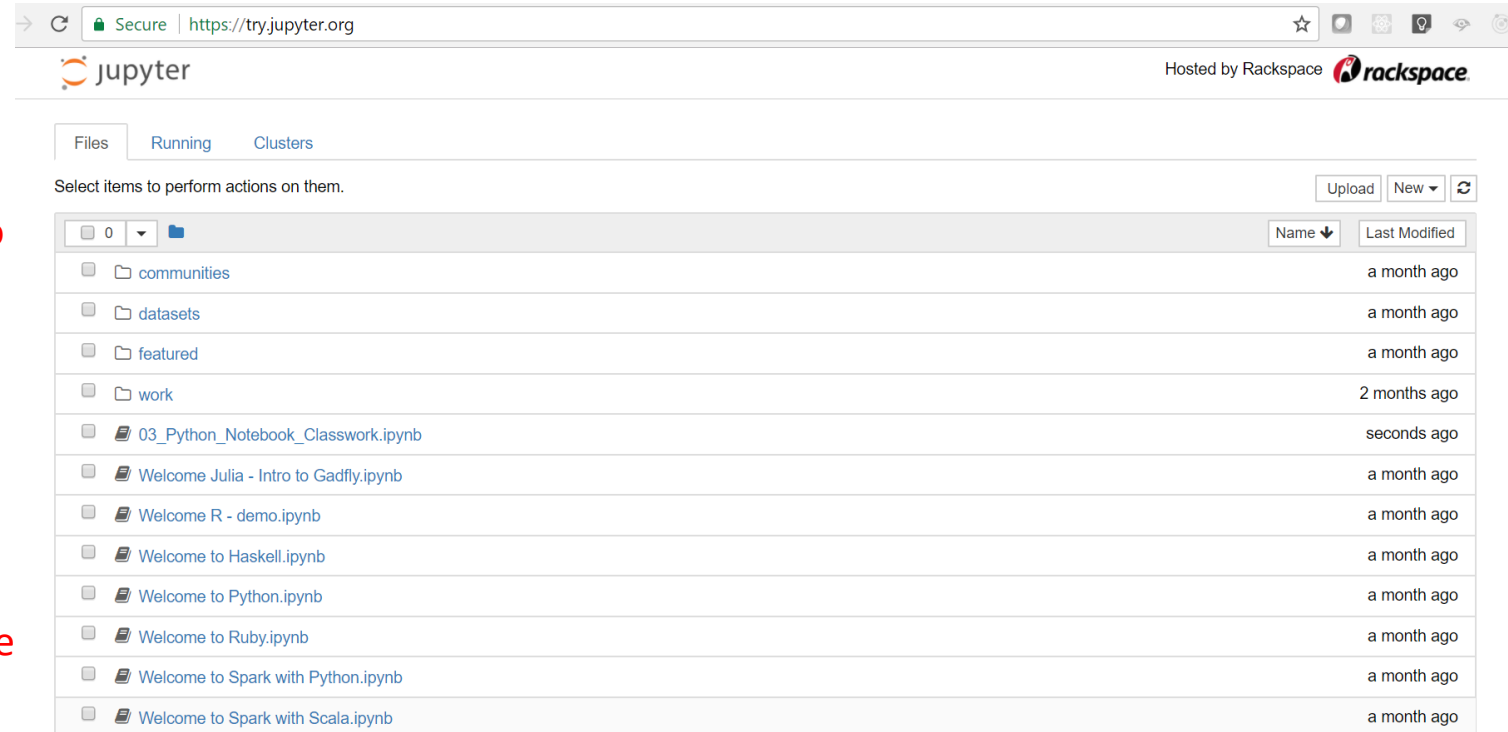 Secure | https://try.jupyter.org
jupyter
Hosted by Rackspace rackspace.
Files Running Clusters
Select items to perform actions on them.
Upload New
0 Name Last Modified
communities a month ago
datasets a month ago
featured a month ago
work 2 months ago
03_Python_Notebook_Classwork.ipynb seconds ago
Welcome Julia - Intro to Gadfly.ipynb a month ago
Welcome R - demo.ipynb a month ago
Welcome to Haskell.ipynb a month ago
Welcome to Python.ipynb a month ago
Welcome to Ruby.ipynb a month ago
e
Welcome to Spark with Python.ipynb a month ago
Welcome to Spark with Scala.ipynb a month ago